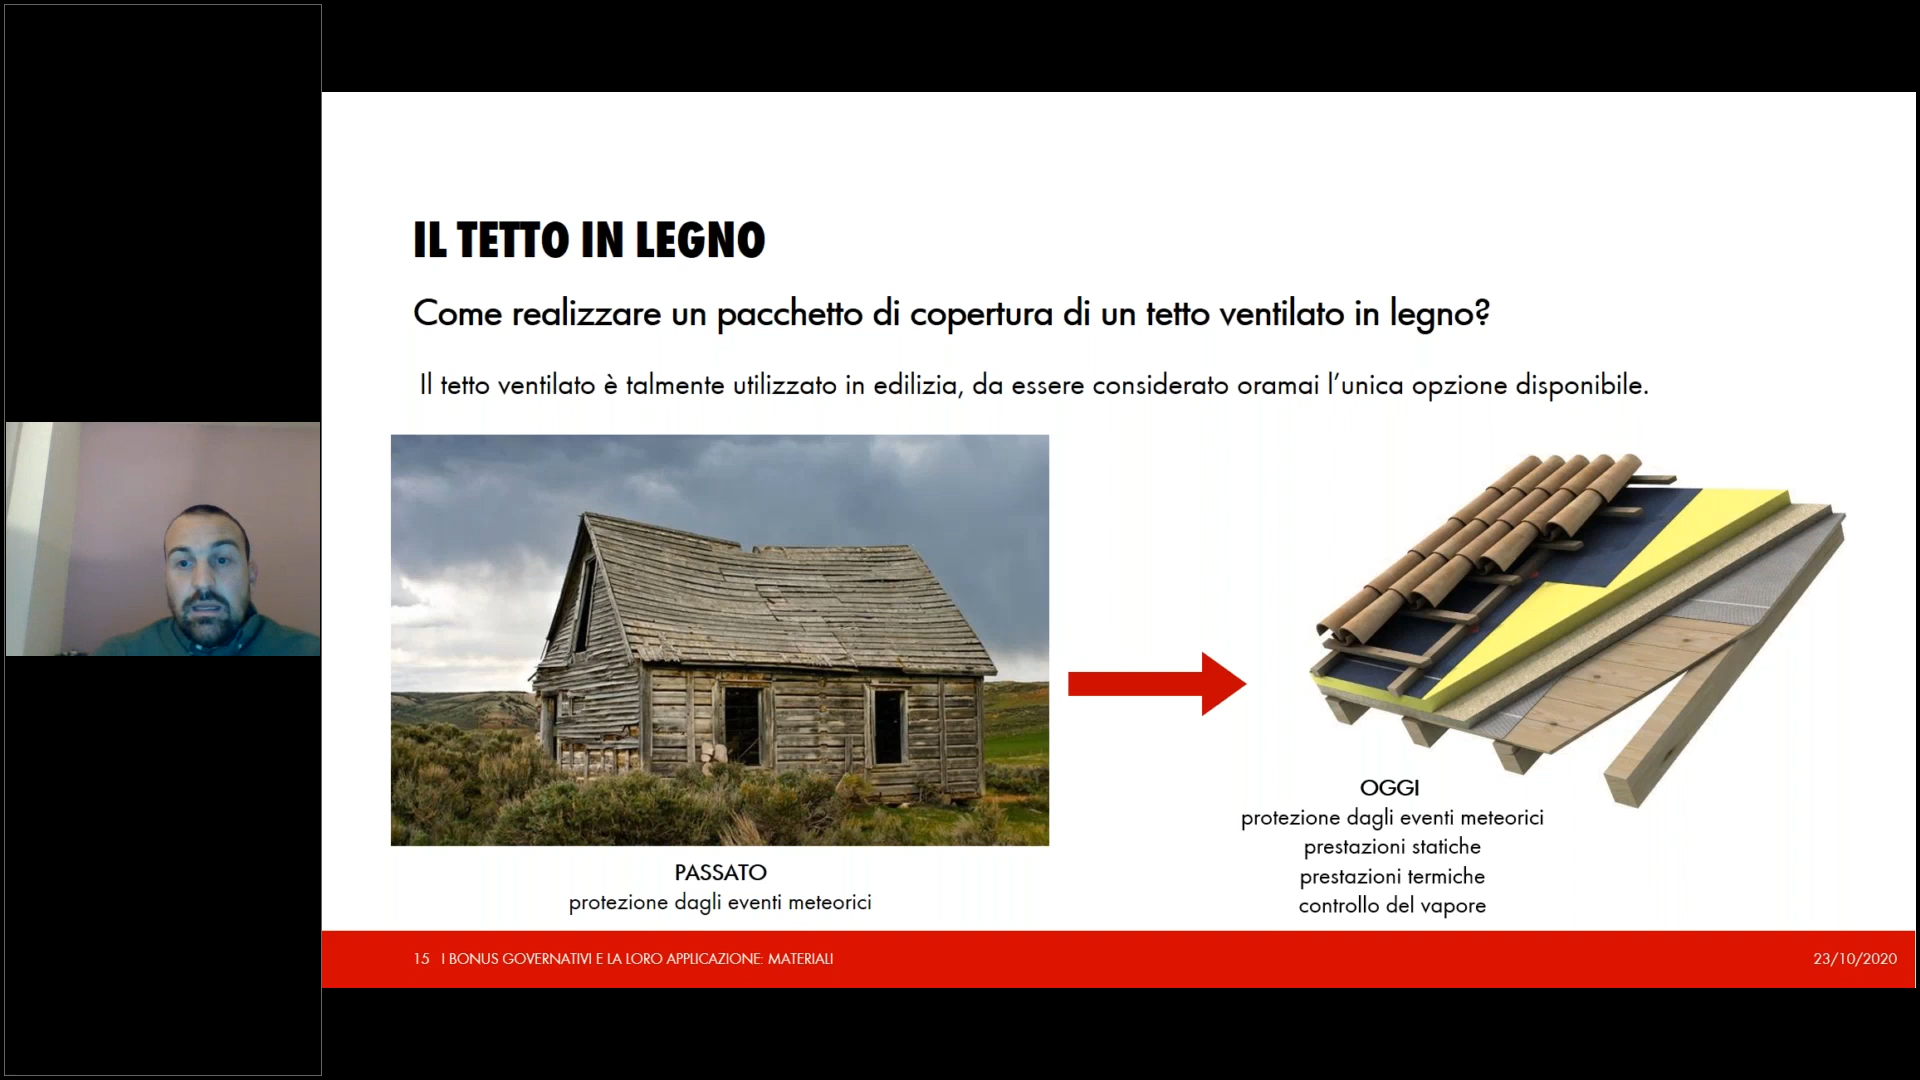 IL TETTO IN LEGNO
Come realizzare un pacchetto di copertura di un tetto ventilato in legno?
Il tetto ventilato è talmente utilizzato in edilizia, da essere considerato oramai l’unica opzione disponibile.
PASSATO
protezione dagli eventi meteorici
OGGI
protezione dagli eventi meteorici
prestazioni statiche
prestazioni termiche
controllo del vapore
15 I BONUS GOVERNATIVI E LA LORO APPLICAZIONE: MATERIALI
23/10/2020